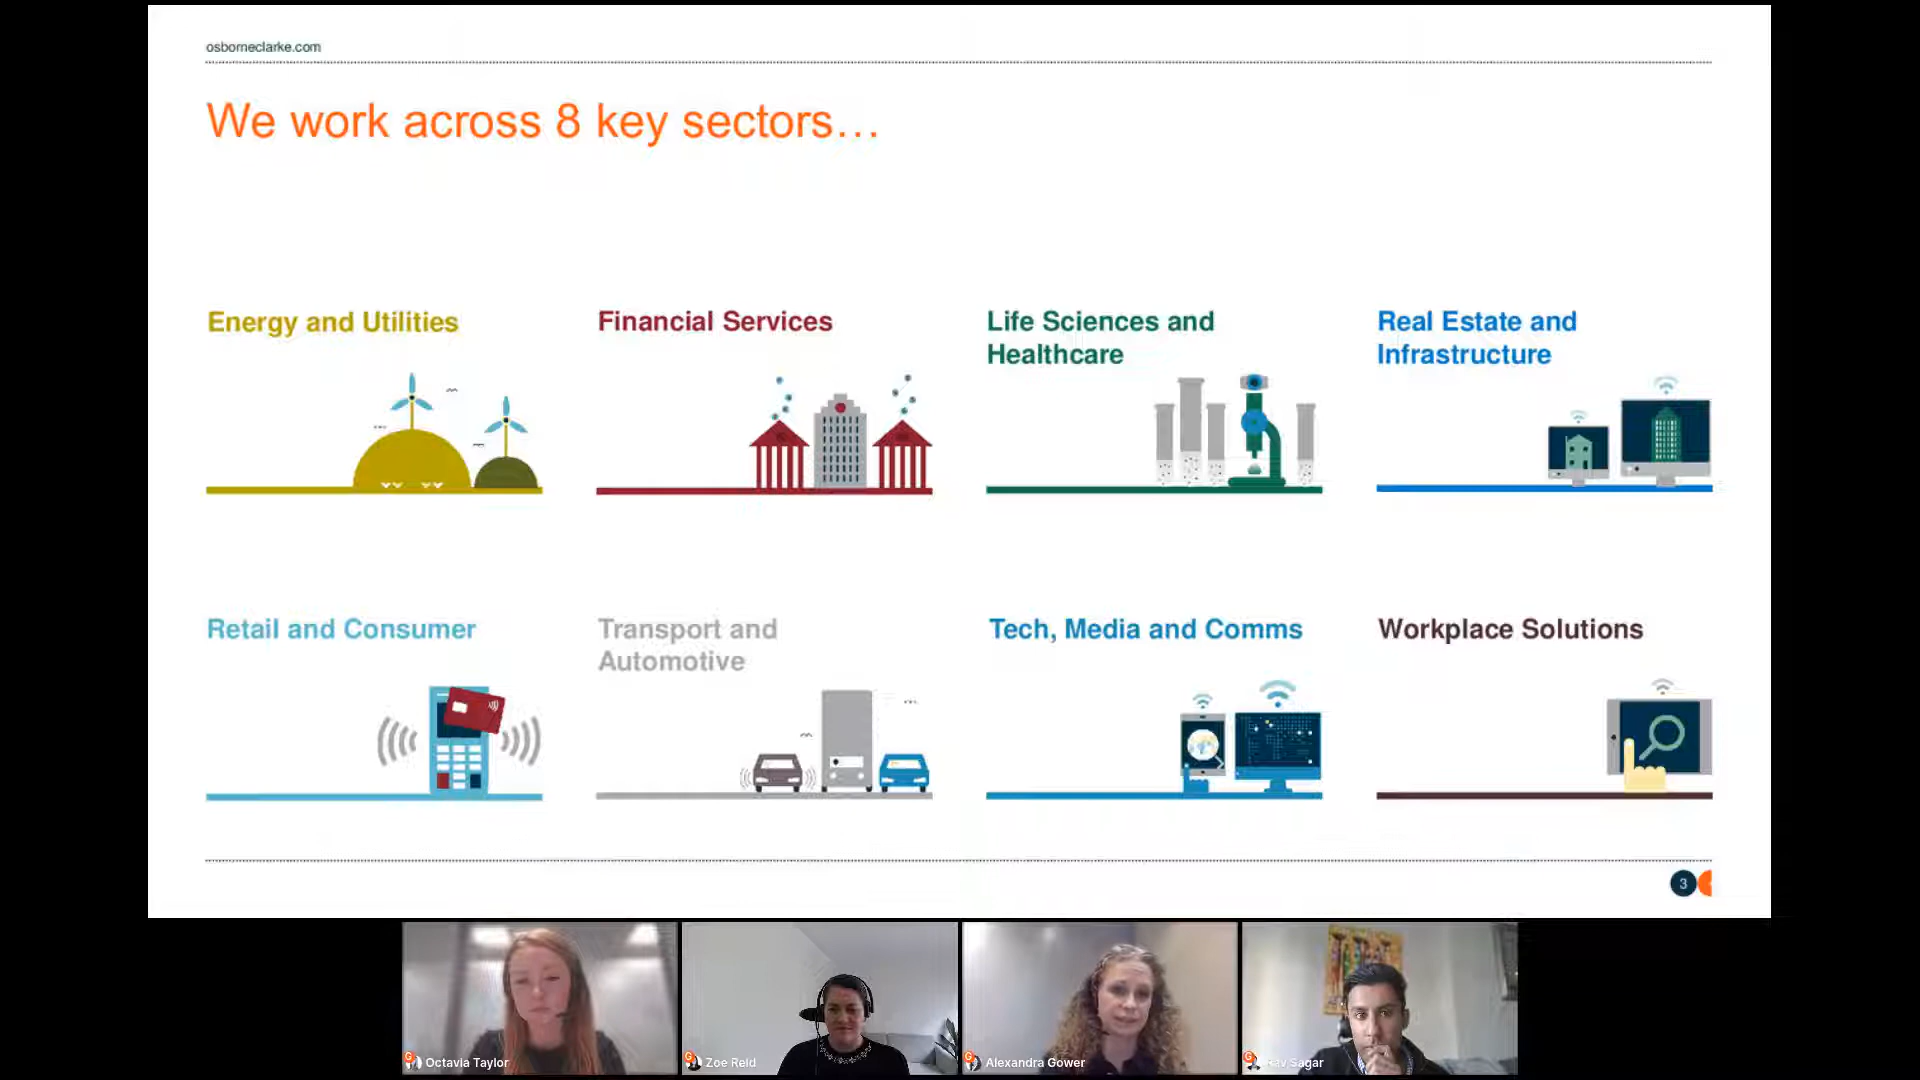 osborneclarke.com
We work across 8 key sectors…
Energy and Utilities
Financial Services
Life Sciences and
Healthcare
Real Estate and
Infrastructure
Retail and Consumer
Transport and
Automotive
Tech, Media and Comms
Workplace Solutions
3
Octavia Taylor
Zoe Reid
Alexandra Gower
Sagar